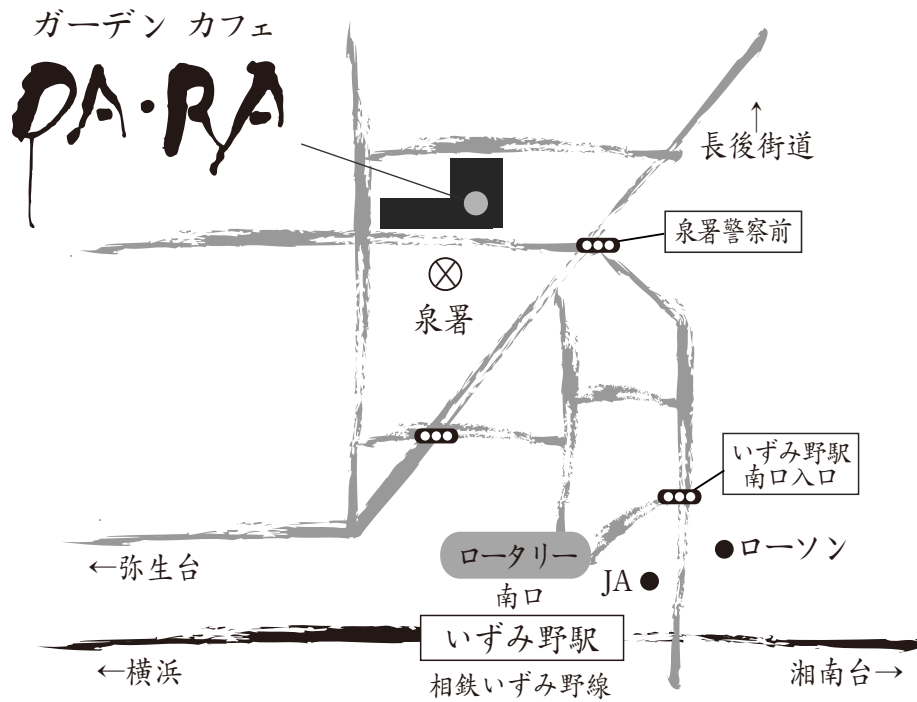 ガーデン カフェ
PA・RA
↑
長後街道
泉署警察前
泉署
いずみ野駅
南口入口
ローソン
ロータリー
←弥生台
JA
南口
いずみ野駅
←横浜
湘南台→
相鉄いずみ野線